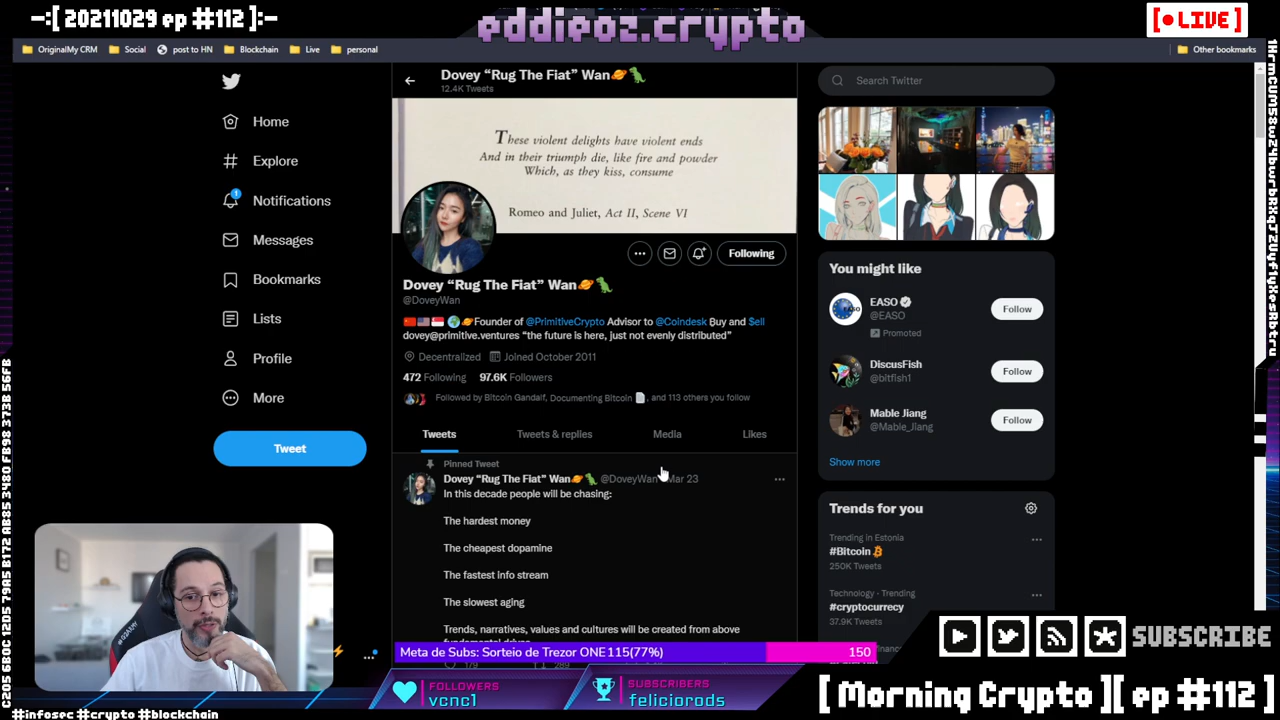 -:[ 20211029 ep #112 ]:-
eddieoz.crypto
[● LIVE]
OriginalMy CRM
Social
post to HN
Blockchain
Live
personal
Other bookmarks
Dovey “Rug The Fiat” Wan🪐🦖
12.4K Tweets
Search Twitter
Home
Explore
Notifications
1
Messages
Bookmarks
Lists
Profile
More
Tweet
These violent delights have violent ends
And in their triumph die, like fire and powder
Which, as they kiss, consume
Romeo and Juliet, Act II, Scene VI
Following
Dovey “Rug The Fiat” Wan🪐🦖
@DoveyWan
🇨🇳🇺🇸🇸🇬🌍🪐Founder of @PrimitiveCrypto Advisor to @Coindesk Buy and $ell
dovey@primitive.ventures “the future is here, just not evenly distributed”
Decentralized Joined October 2011
472 Following 97.6K Followers
Followed by Bitcoin Gandalf, Documenting Bitcoin 📄, and 113 others you follow
Tweets
Tweets & replies
Media
Likes
Pinned Tweet
Dovey “Rug The Fiat” Wan🪐🦖 @DoveyWan Mar 23
In this decade people will be chasing:
The hardest money
The cheapest dopamine
The fastest info stream
The slowest aging
Trends, narratives, values and cultures will be created from above
You might like
EASO
@EASO
Promoted
Follow
DiscusFish
@bitfish1
Follow
Mable Jiang
@Mable_Jiang
Follow
Show more
Trends for you
Trending in Estonia
#Bitcoin
250K Tweets
Technology · Trending
#cryptocurrecy
37.9K Tweets
Meta de Subs: Sorteio de Trezor ONE 115(77%)
150
FOLLOWERS
vcnc1
SUBSCRIBERS
feliciorods
SUBSCRIBE
[ Morning Crypto ][ ep #112 ]
#infosec #crypto #blockchain